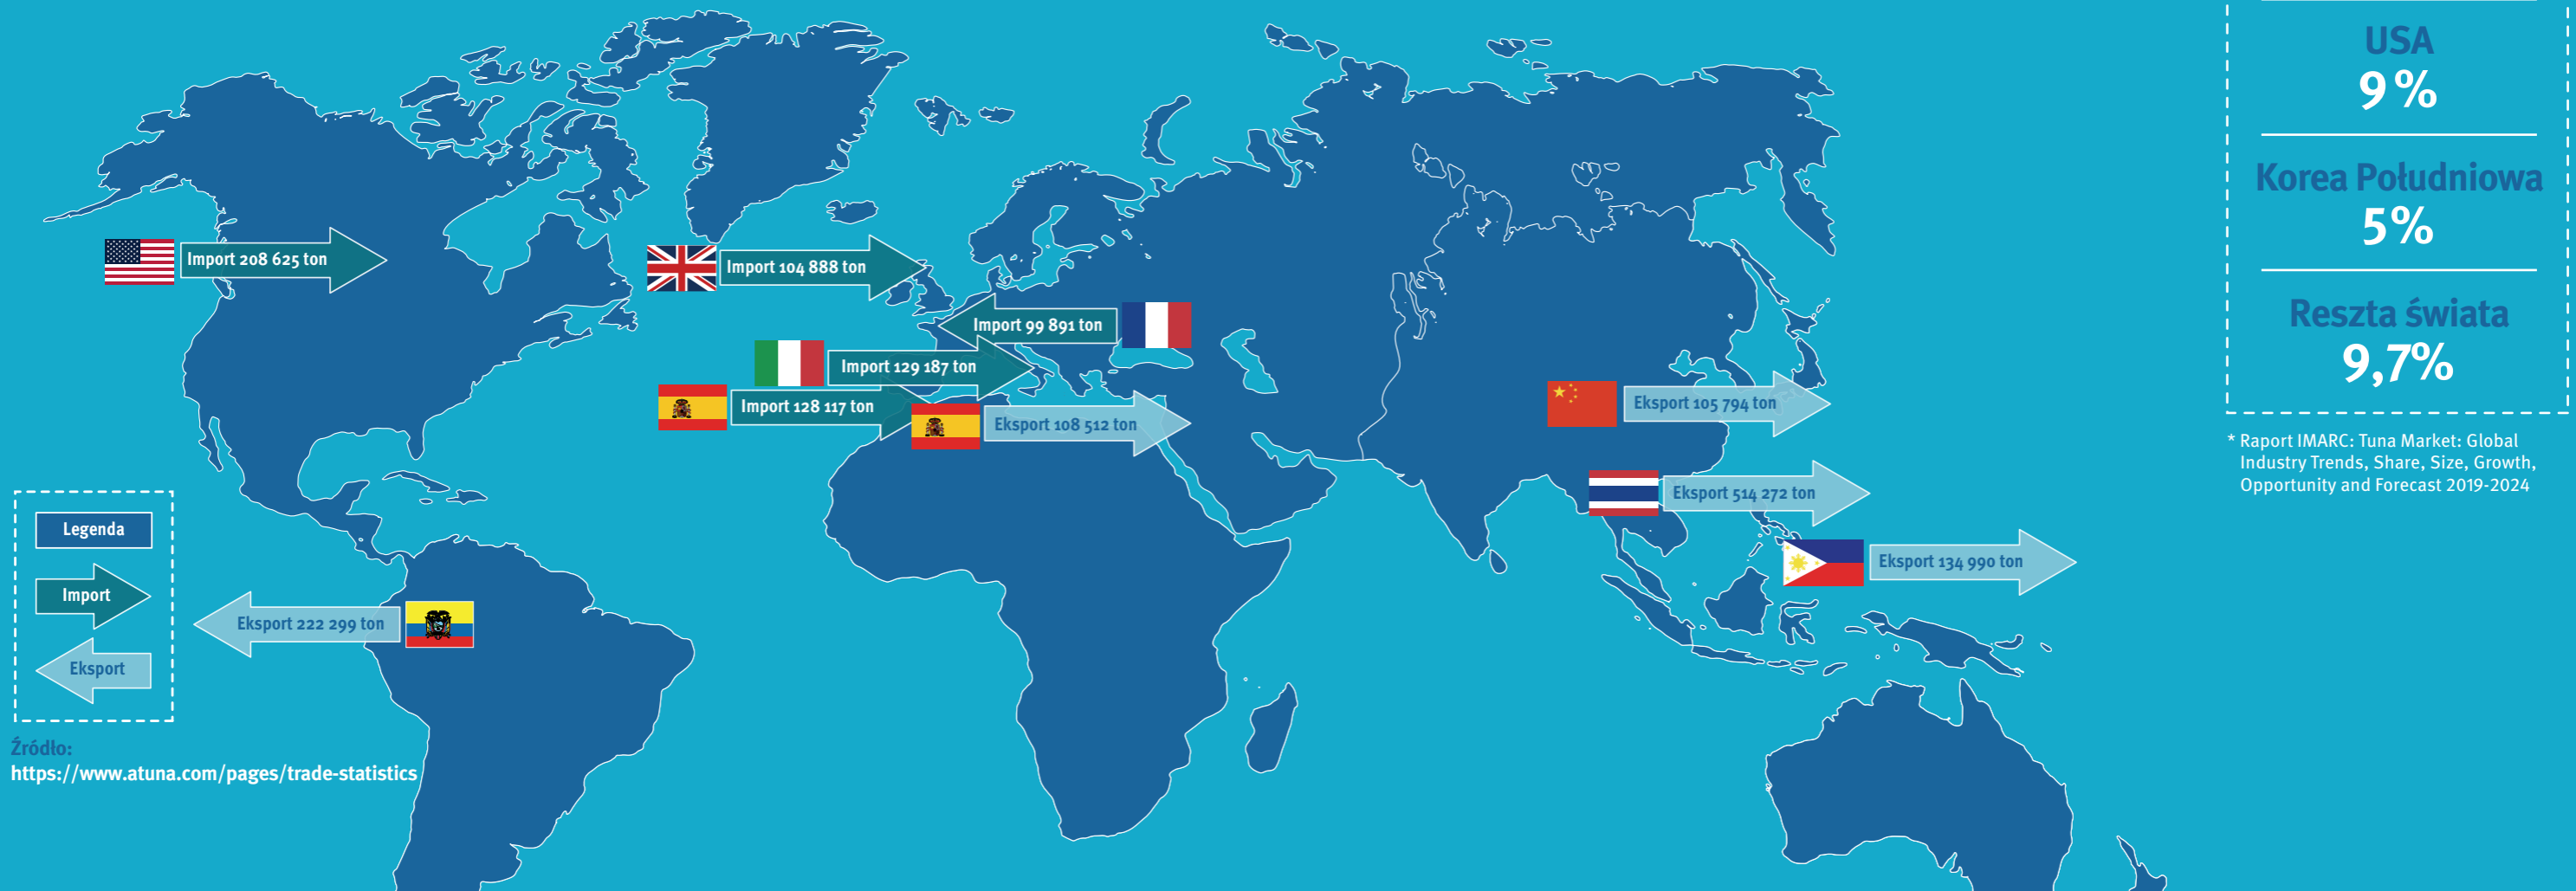 USA
9%
Korea Południowa
5%
Reszta świata
9,7%
* Raport IMARC: Tuna Market: Global
Industry Trends, Share, Size, Growth,
Opportunity and Forecast 2019-2024
Import 208 625 ton
Import 104 888 ton
Import 99 891 ton
Import 129 187 ton
Import 128 117 ton
Eksport 108 512 ton
Eksport 105 794 ton
Eksport 514 272 ton
Eksport 134 990 ton
Eksport 222 299 ton
Legenda
Import
Eksport
Źródło:
https://www.atuna.com/pages/trade-statistics